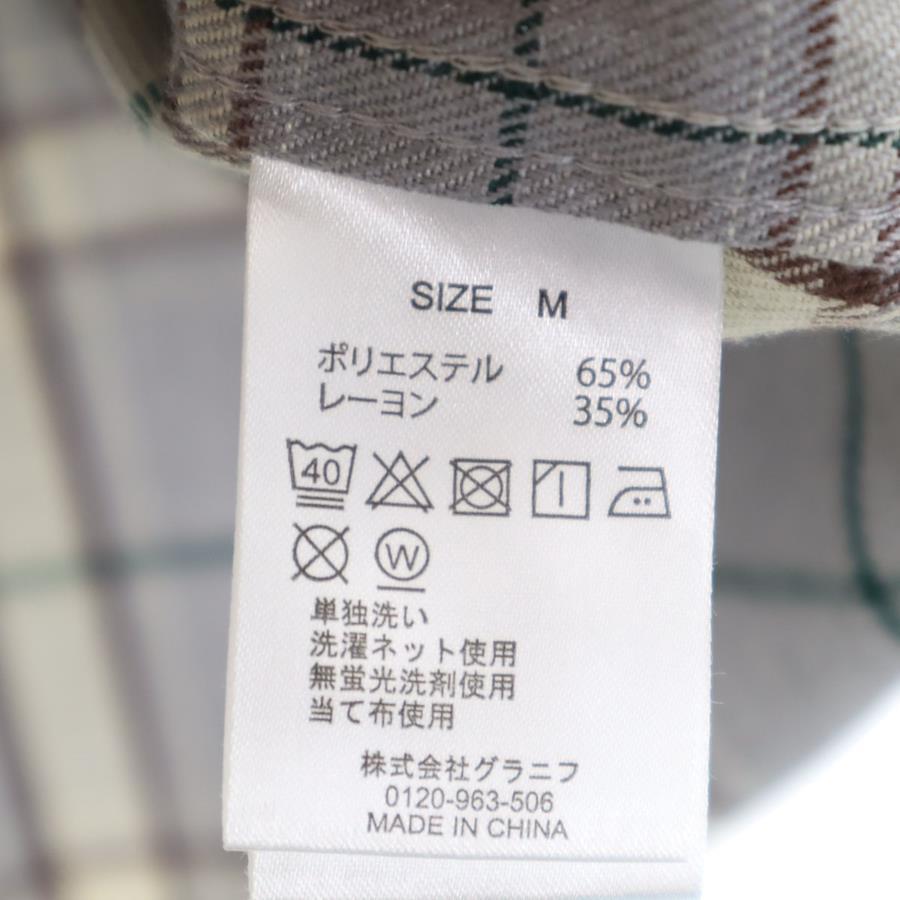 SIZE M
ポリエステル 65%
レーヨン 35%
40
W
単独洗い
洗濯ネット使用
無蛍光洗剤使用
当て布使用
株式会社グラニフ
0120-963-506
MADE IN CHINA